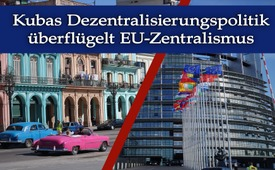 Kubas Dezentralisierungspolitik
überflügelt EU-Zentralismus